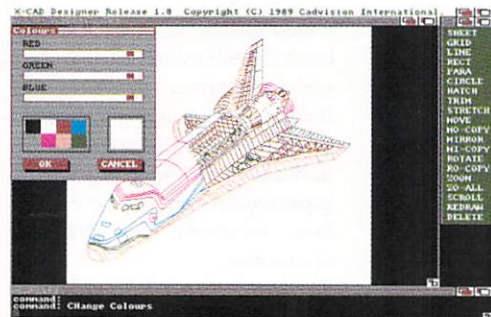 X-CAD Designer Release 1.8 Copyright (C) 1989 Cadvision International.
Colours
RED
GREEN
BLUE
OK
CANCEL
SHEET
GRID
LINE
RECT
PARA
CIRCLE
HATCH
TRIM
STRETCH
MOVE
MO-COPY
MIRROR
MI-COPY
ROTATE
RO-COPY
ZOOM
ZO-ALL
SCROLL
REDRAW
DELETE
command:
command: CHange Colours